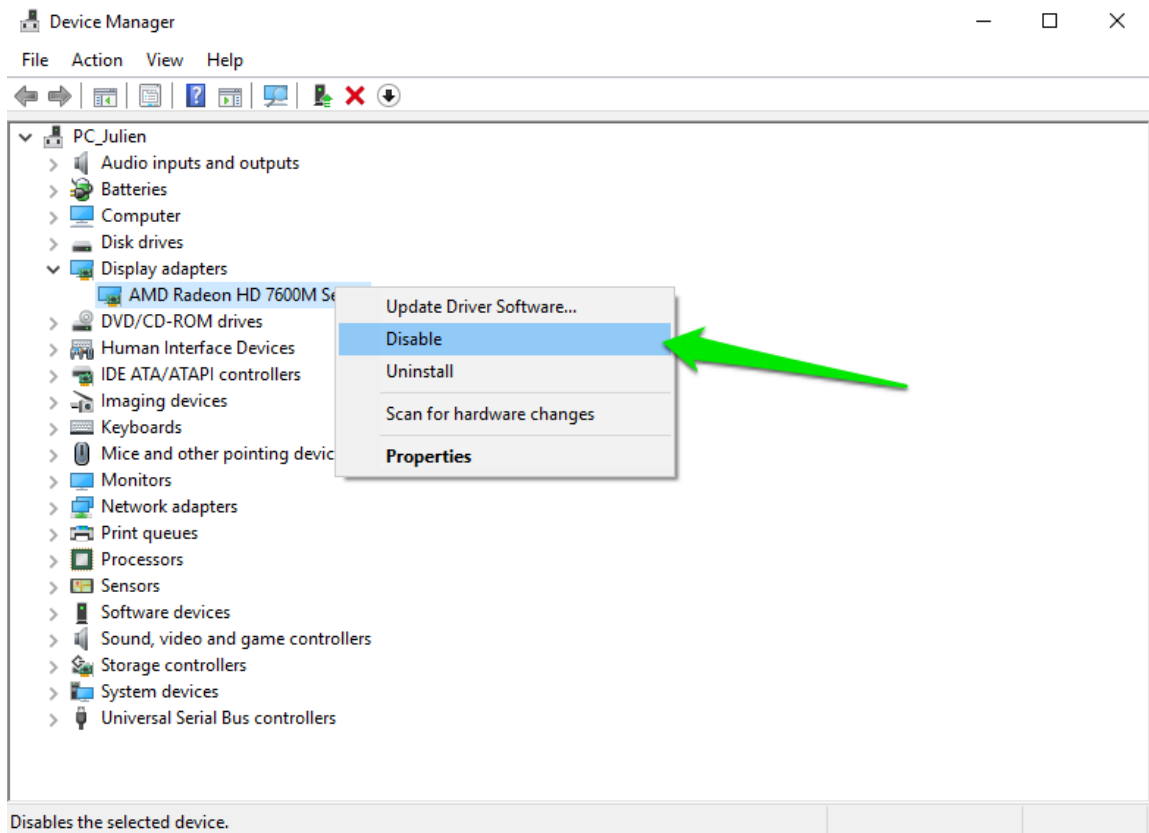 Device Manager
File Action View Help
PC_Julien
Audio inputs and outputs
Batteries
Computer
Disk drives
Display adapters
AMD Radeon HD 7600M Se
Update Driver Software...
DVD/CD-ROM drives
Disable
Human Interface Devices
Uninstall
IDE ATA/ATAPI controllers
Imaging devices
Scan for hardware changes
Keyboards
Mice and other pointing devic
Properties
Monitors
Network adapters
Print queues
Processors
Sensors
Software devices
Sound, video and game controllers
Storage controllers
System devices
Universal Serial Bus controllers
Disables the selected device.